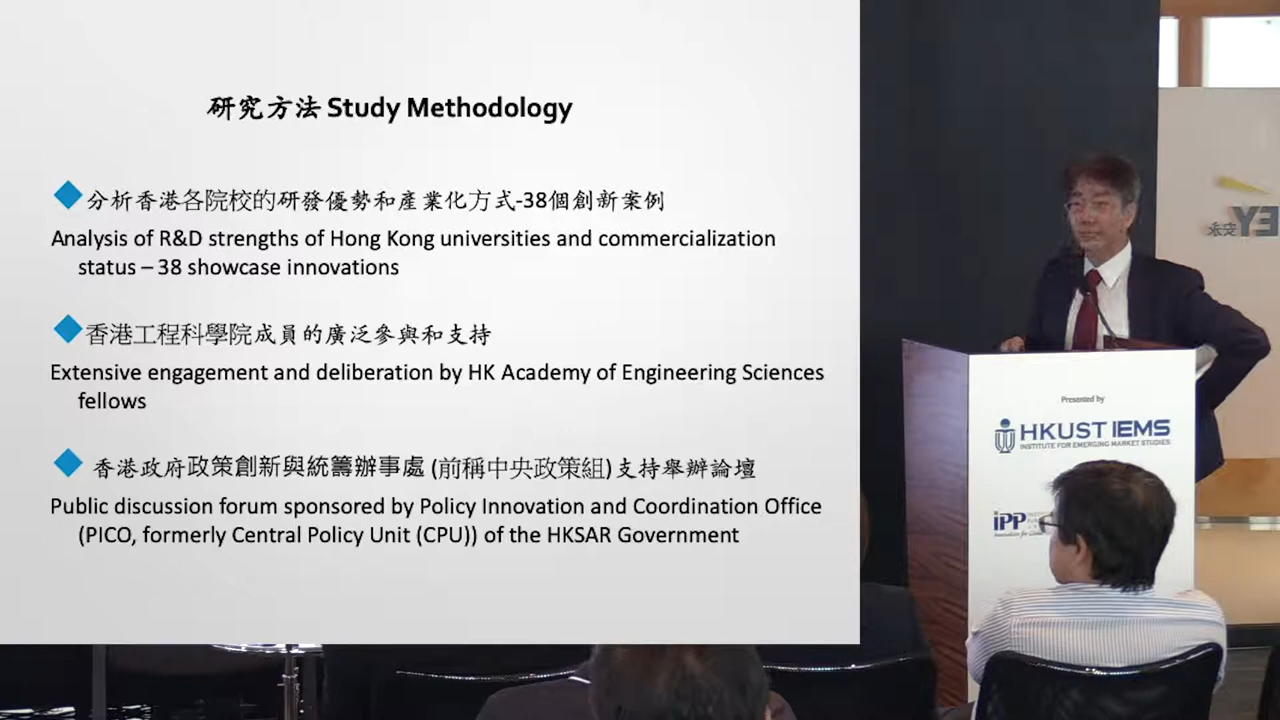 研究方法 Study Methodology
分析香港各院校的研發優勢和產業化方式-38個創新案例
Analysis of R&D strengths of Hong Kong universities and commercialization
status – 38 showcase innovations
香港工程科學院成員的廣泛參與和支持
Extensive engagement and deliberation by HK Academy of Engineering Sciences
fellows
香港政府政策創新與統籌辦事處 (前稱中央政策組)支持舉辦論壇
Public discussion forum sponsored by Policy Innovation and Coordination Office
(PICO, formerly Central Policy Unit (CPU)) of the HKSAR Government
EY安永
Presented by
HKUST IEMS
INSTITUTE FOR EMERGING MARKET STUDIES
iPP